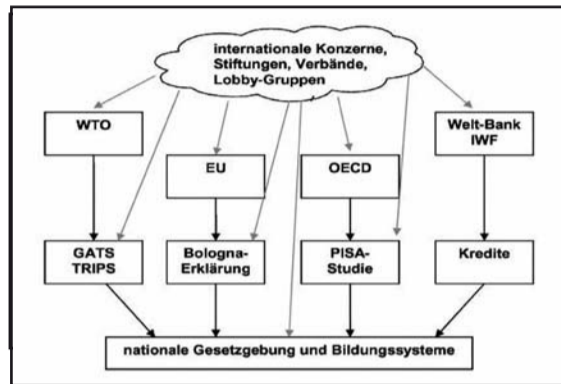 internationale Konzerne,
Stiftungen, Verbände,
Lobby-Gruppen
WTO
Welt-Bank
IWF
EU
OECD
GATS
TRIPS
Bologna-
Erklärung
PISA-
Studie
Kredite
nationale Gesetzgebung und Bildungssysteme